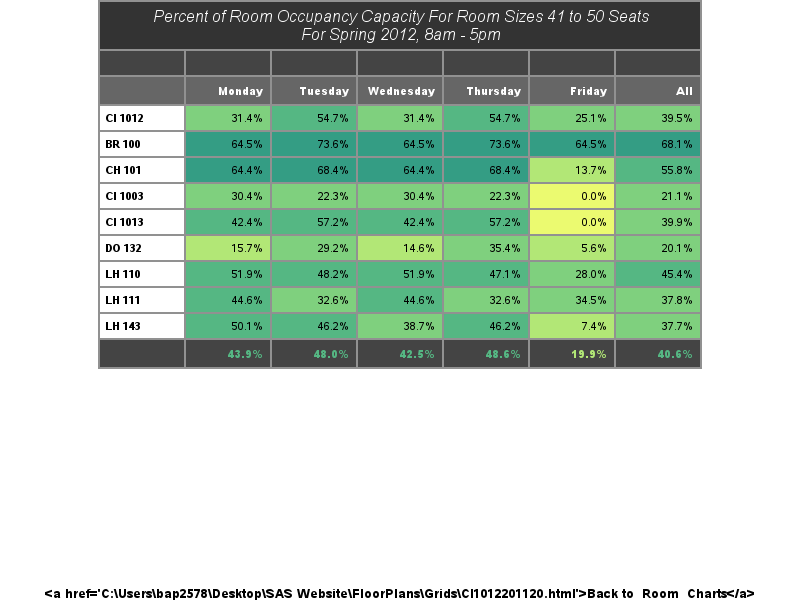 Percent of Room Occupancy Capacity For Room Sizes 41 to 50 Seats
For Spring 2012, 8am - 5pm
Monday Tuesday Wednesday Thursday Friday All
CI 1012 31.4% 54.7% 31.4% 54.7% 25.1% 39.5%
BR 100 64.5% 73.6% 64.5% 73.6% 64.5% 68.1%
CH 101 64.4% 68.4% 64.4% 68.4% 13.7% 55.8%
CI 1003 30.4% 22.3% 30.4% 22.3% 0.0% 21.1%
CI 1013 42.4% 57.2% 42.4% 57.2% 0.0% 39.9%
DO 132 15.7% 29.2% 14.6% 35.4% 5.6% 20.1%
LH 110 51.9% 48.2% 51.9% 47.1% 28.0% 45.4%
LH 111 44.6% 32.6% 44.6% 32.6% 34.5% 37.8%
LH 143 50.1% 46.2% 38.7% 46.2% 7.4% 37.7%
43.9% 48.0% 42.5% 48.6% 19.9% 40.6%
<a href='C:\Users\bap2578\Desktop\SAS Website\FloorPlans\Grids\CI1012201120.html'>Back to Room Charts</a>